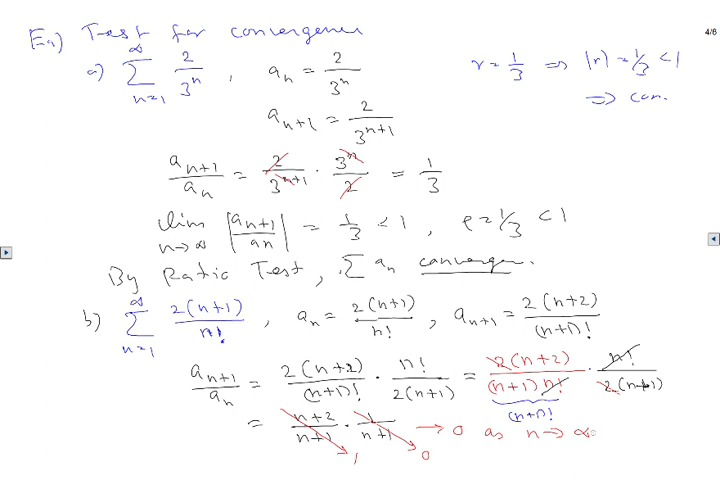 Ex) Test for convergence
4/6
a) ∑_{n=1}^{∞} 2/3^n , a_n = 2/3^n
r = 1/3 ⇒ |r| = 1/3 < 1
a_{n+1} = 2/3^{n+1}
⇒ con.
a_{n+1}/a_n = 2/3^{n+1} · 3^n/2 = 1/3
lim_{n→∞} |a_{n+1}/a_n| = 1/3 < 1 , ρ = 1/3 < 1
By Ratio Test , ∑ a_n converges.
b) ∑_{n=1}^{∞} 2(n+1)/n! , a_n = 2(n+1)/n! , a_{n+1} = 2(n+2)/(n+1)!
a_{n+1}/a_n = 2(n+2)/(n+1)! · n!/2(n+1) = 2(n+2)/(n+1) n! · n!/2(n+1)
(n+1)!
= n+2/n+1 · 1/n+1 → 0 as n → ∞
1 0